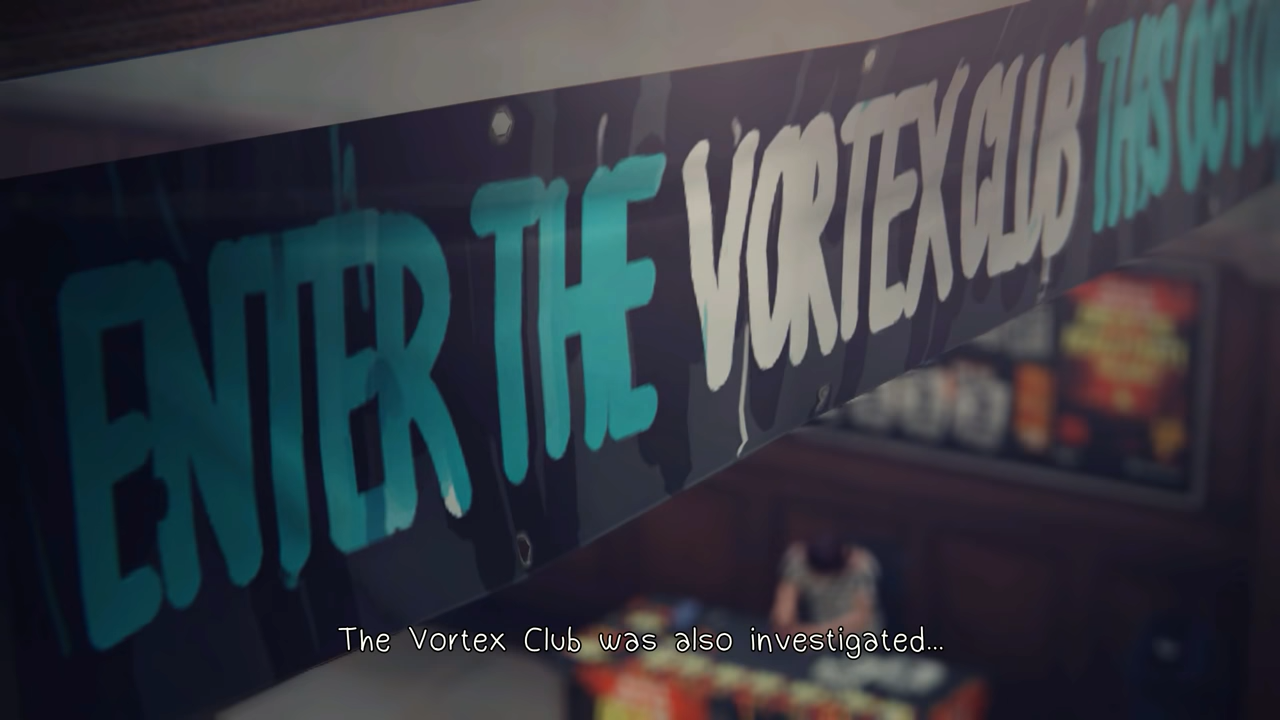 ENTER THE VORTEX CLUB THIS OCTO
The Vortex Club was also investigated...